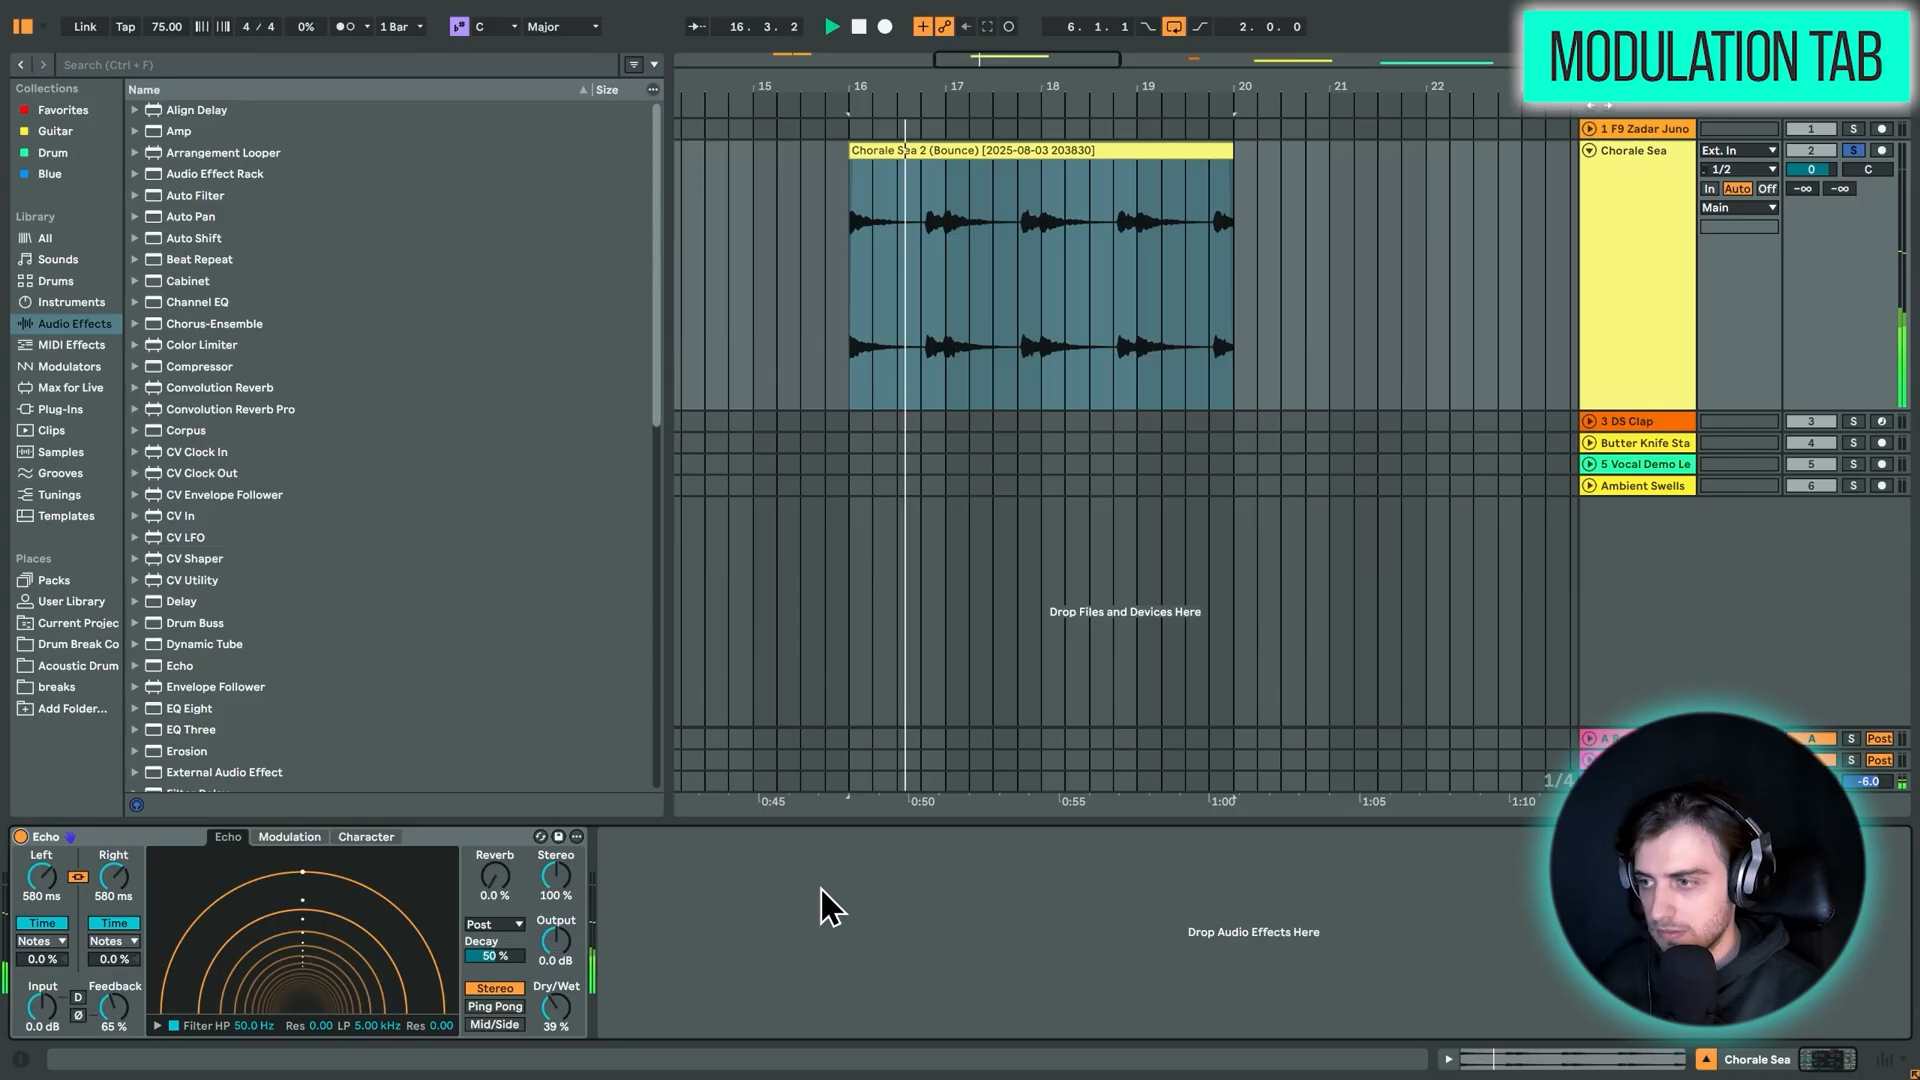 Link Tap 75.00 4 / 4 0% 1 Bar C Major 16. 3. 2 6. 1. 1 2. 0. 0
MODULATION TAB
Search (Ctrl + F)
Collections
Favorites
Guitar
Drum
Blue
Library
All
Sounds
Drums
Instruments
Audio Effects
MIDI Effects
Modulators
Max for Live
Plug-Ins
Clips
Samples
Grooves
Tunings
Templates
Places
Packs
User Library
Current Projec
Drum Break Co
Acoustic Drum
breaks
Add Folder...
Name Size
Align Delay
Amp
Arrangement Looper
Audio Effect Rack
Auto Filter
Auto Pan
Auto Shift
Beat Repeat
Cabinet
Channel EQ
Chorus-Ensemble
Color Limiter
Compressor
Convolution Reverb
Convolution Reverb Pro
Corpus
CV Clock In
CV Clock Out
CV Envelope Follower
CV In
CV LFO
CV Shaper
CV Utility
Delay
Drum Buss
Dynamic Tube
Echo
Envelope Follower
EQ Eight
EQ Three
Erosion
External Audio Effect
15 16 17 18 19 20 21 22
Chorale Sea 2 (Bounce) [2025-08-03 203830]
Drop Files and Devices Here
1/4
0:45 0:50 0:55 1:00 1:05 1:10
1 F9 Zadar Juno 1 S
Chorale Sea Ext. In 2 S
1/2 0 C
In Auto Off -∞ -∞
Main
3 DS Clap 3 S
Butter Knife Sta 4 S
5 Vocal Demo Le 5 S
Ambient Swells 6 S
A A S Post
S Post
-6.0
Echo Echo Modulation Character
Left Right
580 ms 580 ms
Time Time
Notes Notes
0.0 % 0.0 %
Input D Feedback
0.0 dB Ø 65 %
Filter HP 50.0 Hz Res 0.00 LP 5.00 kHz Res 0.00
Reverb Stereo
0.0 % 100 %
Post Output
Decay
50 % 0.0 dB
Stereo Dry/Wet
Ping Pong
Mid/Side 39 %
Drop Audio Effects Here
Chorale Sea